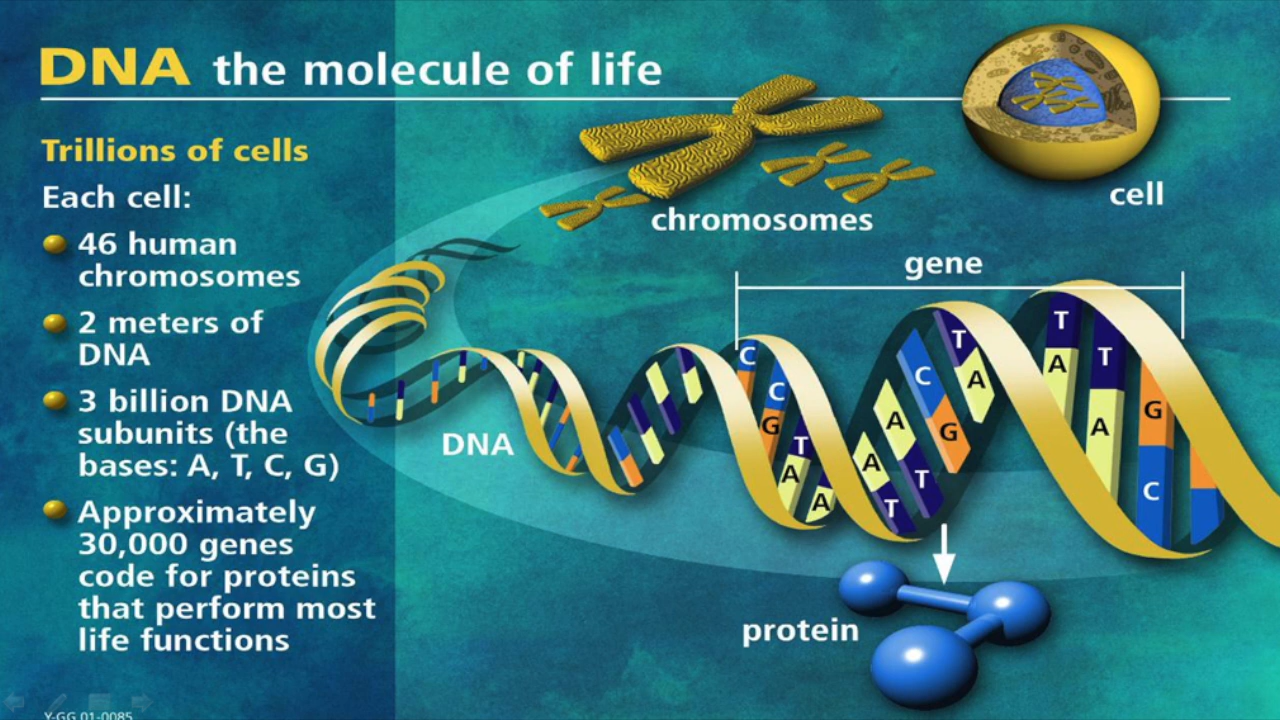 DNA the molecule of life
Trillions of cells
Each cell:
46 human
chromosomes
2 meters of
DNA
3 billion DNA
subunits (the
bases: A, T, C, G)
Approximately
30,000 genes
code for proteins
that perform most
life functions
chromosomes
cell
gene
DNA
C
C
G
T
A
A
C
G
T
A
A
T
A
T
T
A
T
A
G
C
protein
Y-GG 01-0085